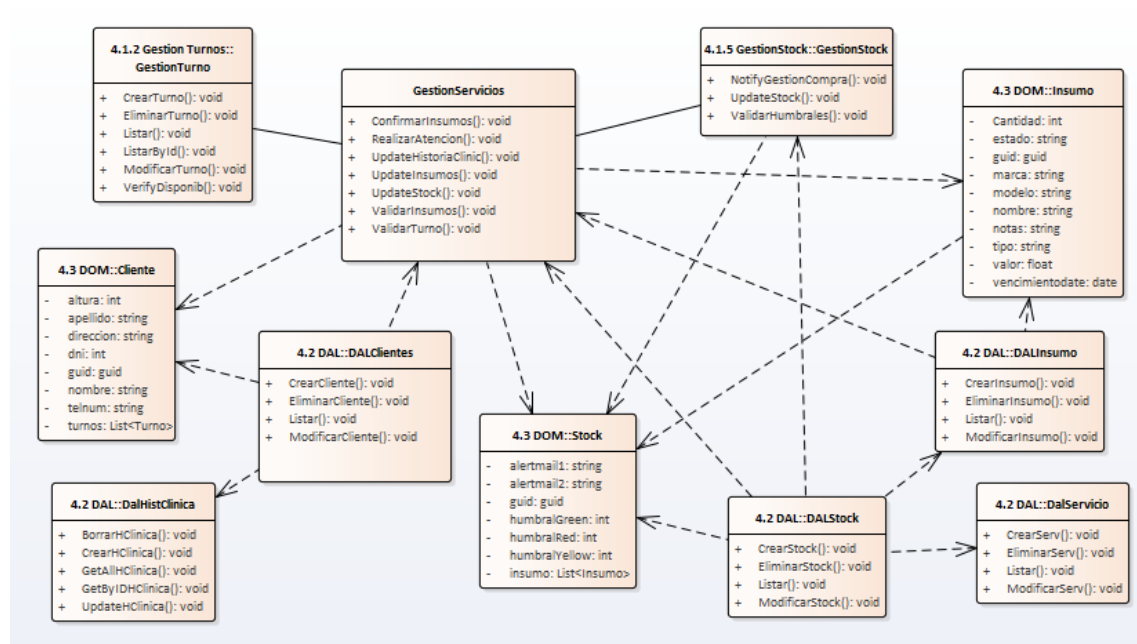 4.1.2 Gestion Turnos::
GestionTurno
+ CrearTurno(): void
+ EliminarTurno(): void
+ Listar(): void
+ ListarById(): void
+ ModificarTurno(): void
+ VerifyDisponib(): void
GestionServicios
+ ConfirmarInsumos(): void
+ RealizarAtencion(): void
+ UpdateHistoriaClinic(): void
+ UpdateInsumos(): void
+ UpdateStock(): void
+ ValidarInsumos(): void
+ ValidarTurno(): void
4.1.5 GestionStock::GestionStock
+ NotifyGestionCompra(): void
+ UpdateStock(): void
+ ValidarHumbrales(): void
4.3 DOM::Insumo
- Cantidad: int
- estado: string
- guid: guid
- marca: string
- modelo: string
- nombre: string
- notas: string
- tipo: string
- valor: float
- vencimientodate: date
4.3 DOM::Cliente
- altura: int
- apellido: string
- direccion: string
- dni: int
- guid: guid
- nombre: string
- telnum: string
- turnos: List<Turno>
4.2 DAL::DALClientes
+ CrearCliente(): void
+ EliminarCliente(): void
+ Listar(): void
+ ModificarCliente(): void
4.2 DAL::DALInsumo
+ CrearInsumo(): void
+ EliminarInsumo(): void
+ Listar(): void
+ ModificarInsumo(): void
4.3 DOM::Stock
- alertmail1: string
- alertmail2: string
- guid: guid
- humbralGreen: int
- humbralRed: int
- humbralYellow: int
- insumo: List<Insumo>
4.2 DAL::DalHistClinica
+ BorrarHClinica(): void
+ CrearHClinica(): void
+ GetAllHClinica(): void
+ GetByIDHClinica(): void
+ UpdateHClinica(): void
4.2 DAL::DALStock
+ CrearStock(): void
+ EliminarStock(): void
+ Listar(): void
+ ModificarStock(): void
4.2 DAL::DalServicio
+ CrearServ(): void
+ EliminarServ(): void
+ Listar(): void
+ ModificarServ(): void